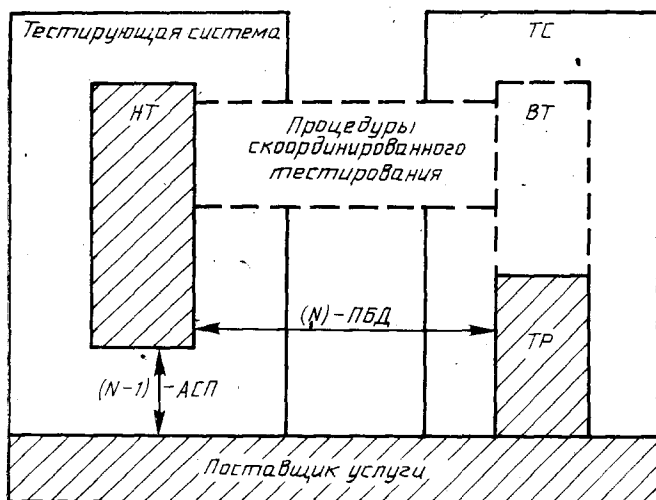 Тестирующая система
ТС
НТ
ВТ
Процедуры
скоординированного
тестирования
(N)-ПБД
ТР
(N-1)-АСП
Поставщик услуги